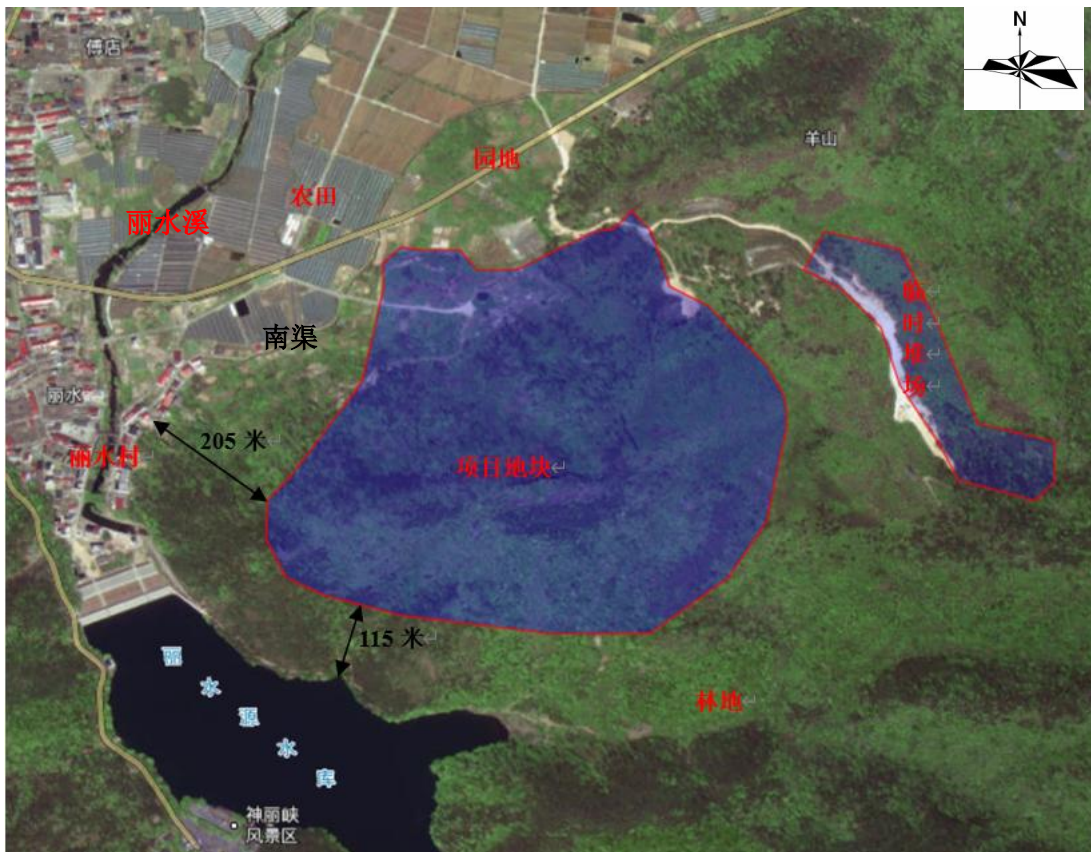 N
傅店
羊山
园地
农田
丽水溪
临
时
堆
场
南渠
丽水
205 米
丽水村
项目地块
115 米
丽
水
源
水
库
林地
神丽峡
风景区